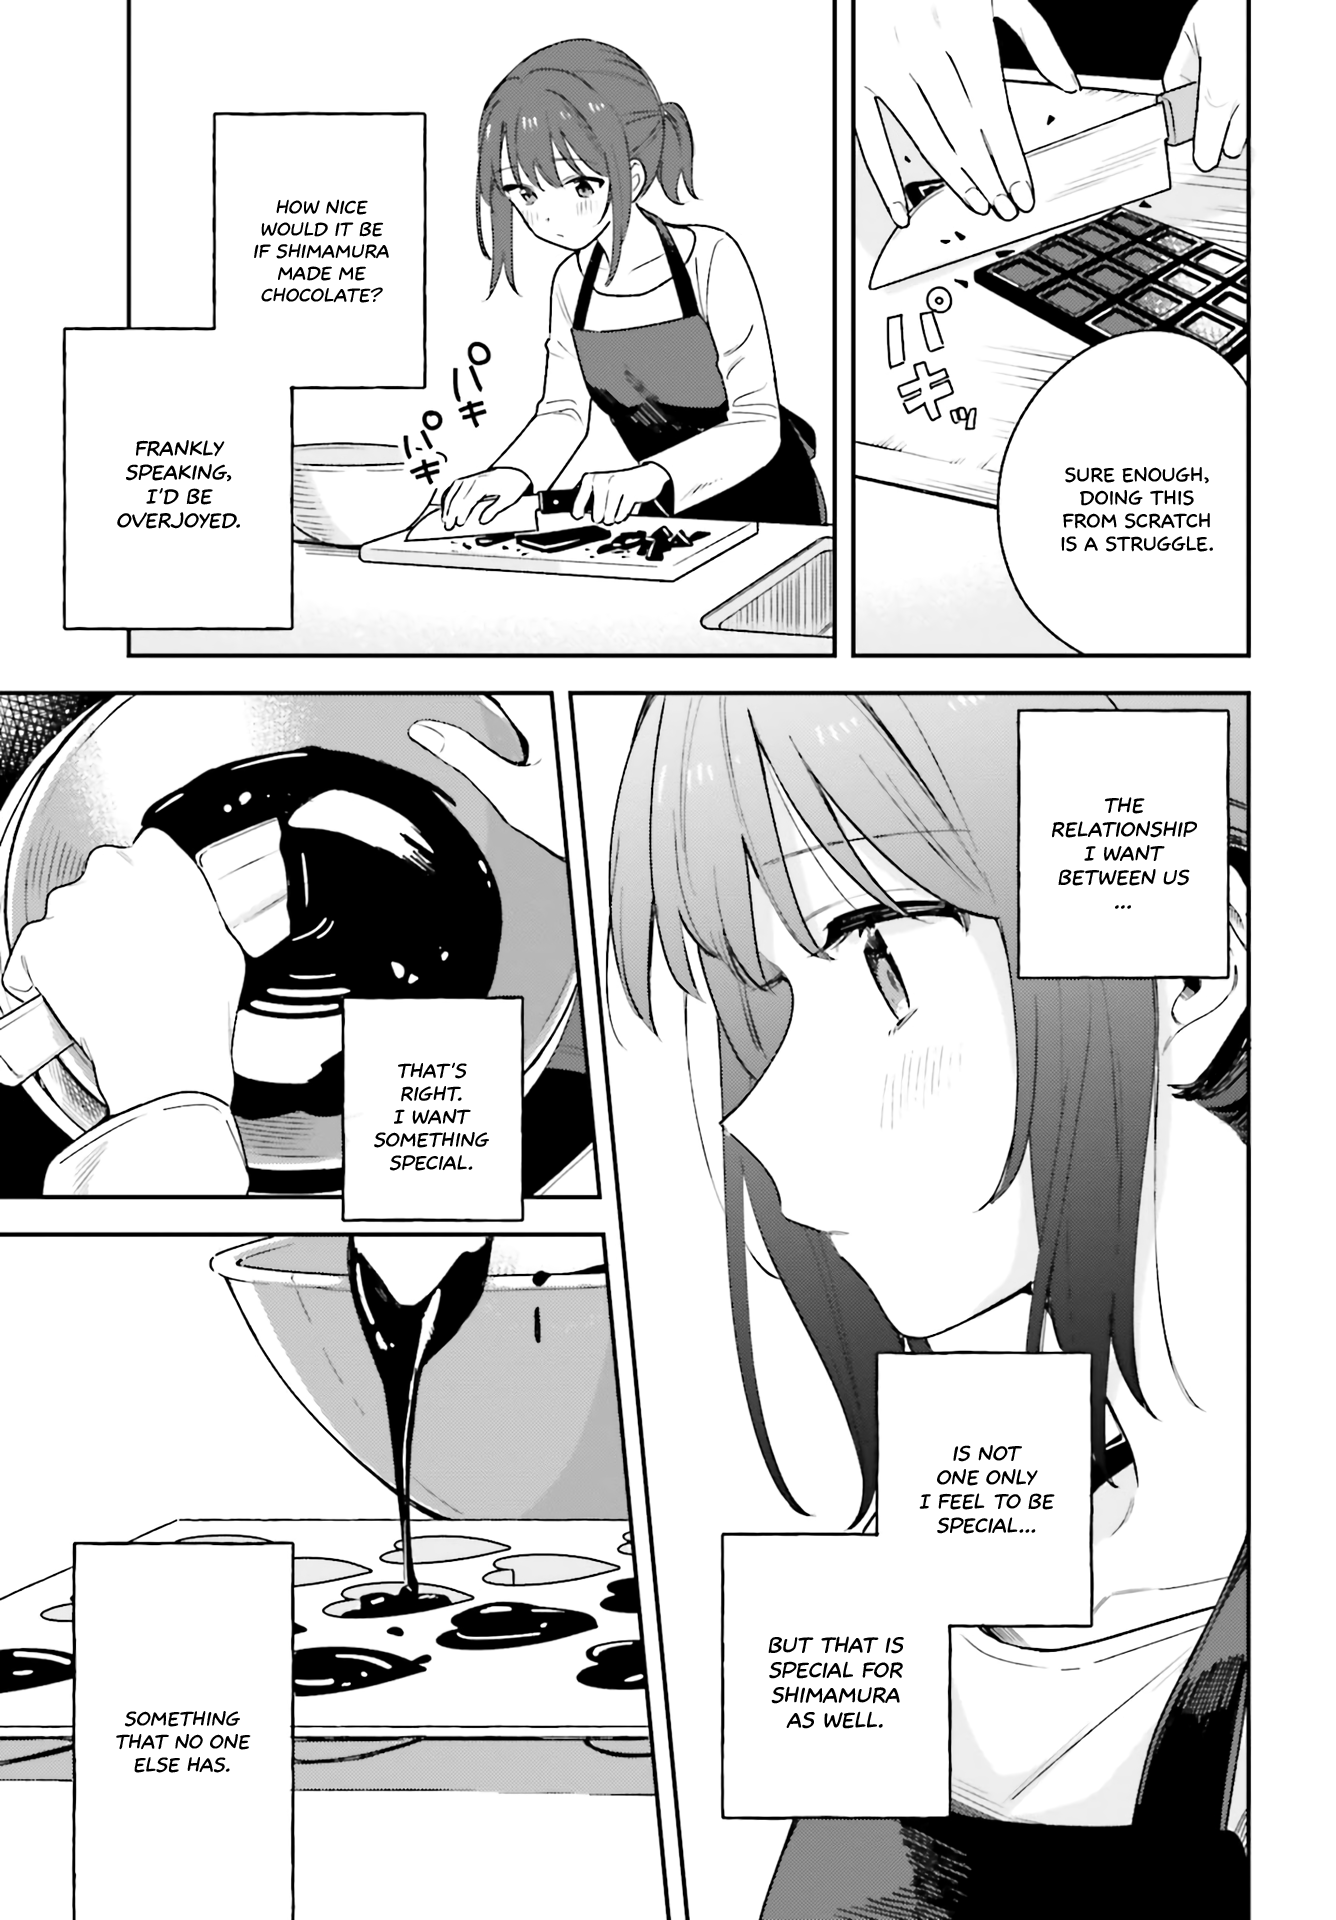 パキッ
SURE ENOUGH,
DOING THIS
FROM SCRATCH
IS A STRUGGLE.
HOW NICE
WOULD IT BE
IF SHIMAMURA
MADE ME
CHOCOLATE?
パキ
パキ
FRANKLY
SPEAKING,
I'D BE
OVERJOYED.
THE
RELATIONSHIP
I WANT
BETWEEN US
...
IS NOT
ONE ONLY
I FEEL TO BE
SPECIAL...
BUT THAT IS
SPECIAL FOR
SHIMAMURA
AS WELL.
THAT'S
RIGHT.
I WANT
SOMETHING
SPECIAL.
SOMETHING
THAT NO ONE
ELSE HAS.